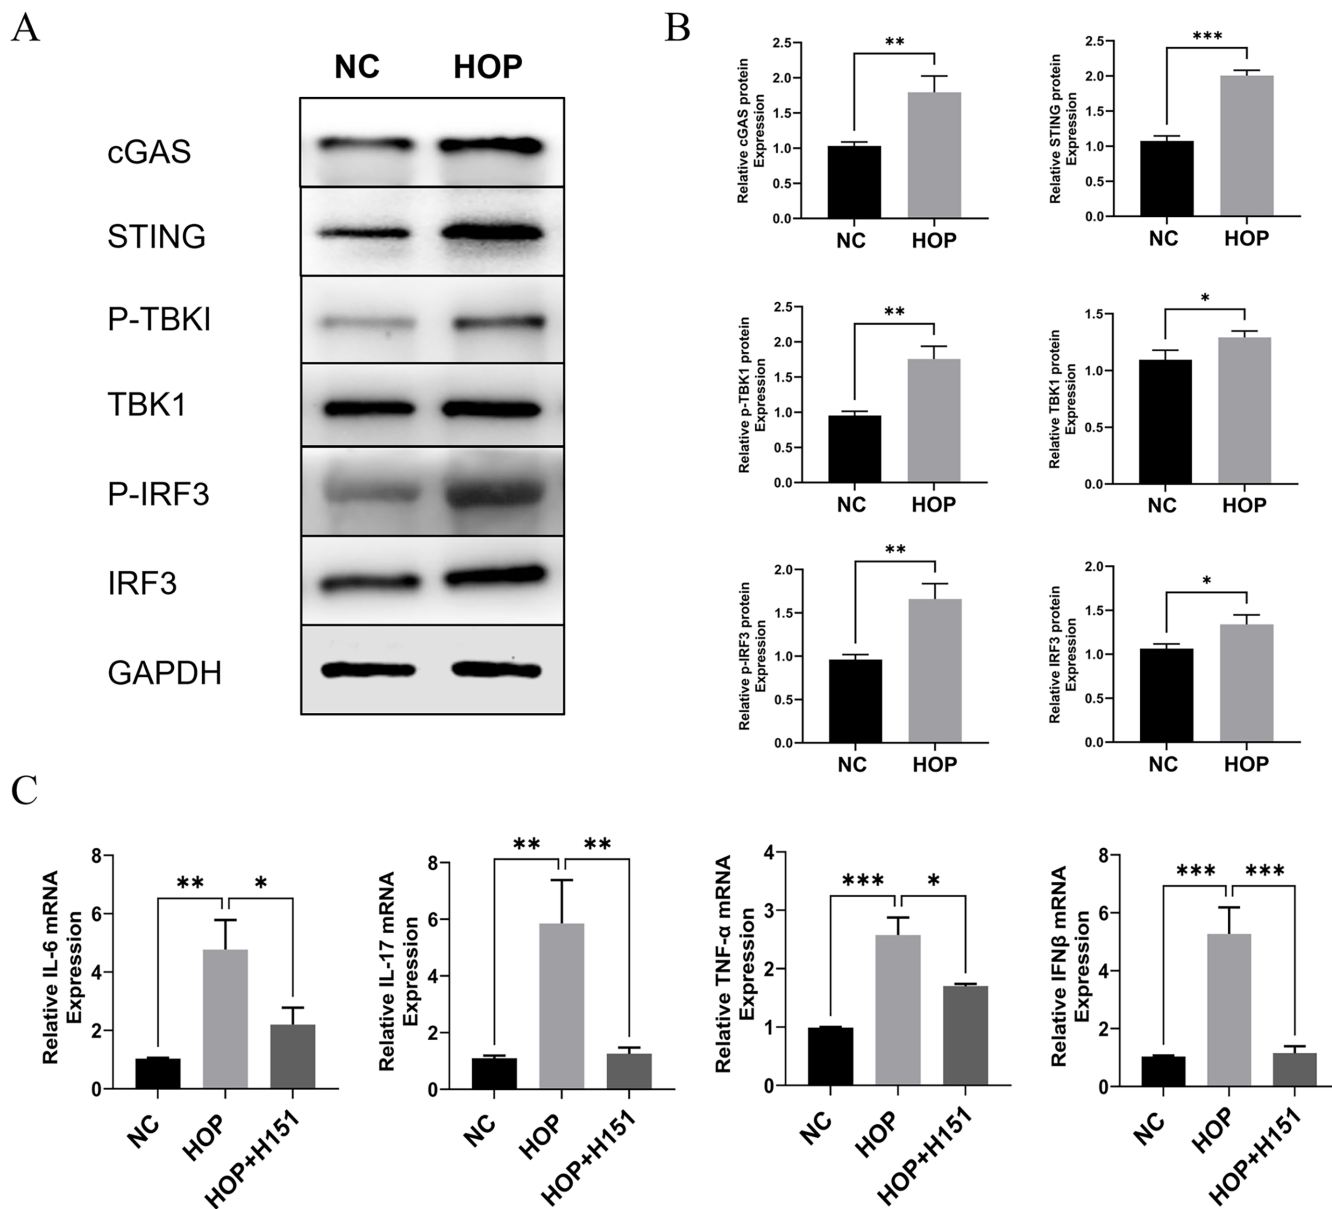 A
NC HOP
cGAS
STING
P-TBKI
TBK1
P-IRF3
IRF3
GAPDH
B
Relative cGAS protein
Expression
2.5
2.0
1.5
1.0
0.5
0.0
**
NC HOP
Relative STING protein
Expression
2.5
2.0
1.5
1.0
0.5
0.0
***
NC HOP
Relative p-TBK1 protein
Expression
2.5
2.0
1.5
1.0
0.5
0.0
**
NC HOP
Relative TBK1 protein
Expression
1.5
1.0
0.5
0.0
*
NC HOP
Relative p-IRF3 protein
Expression
2.0
1.5
1.0
0.5
0.0
**
NC HOP
Relative IRF3 protein
Expression
2.0
1.5
1.0
0.5
0.0
*
NC HOP
C
Relative IL-6 mRNA
Expression
8
6
4
2
0
** *
NC HOP HOP+H151
Relative IL-17 mRNA
Expression
8
6
4
2
0
** **
NC HOP HOP+H151
Relative TNF-α mRNA
Expression
4
3
2
1
0
*** *
NC HOP HOP+H151
Relative IFNβ mRNA
Expression
8
6
4
2
0
*** ***
NC HOP HOP+H151